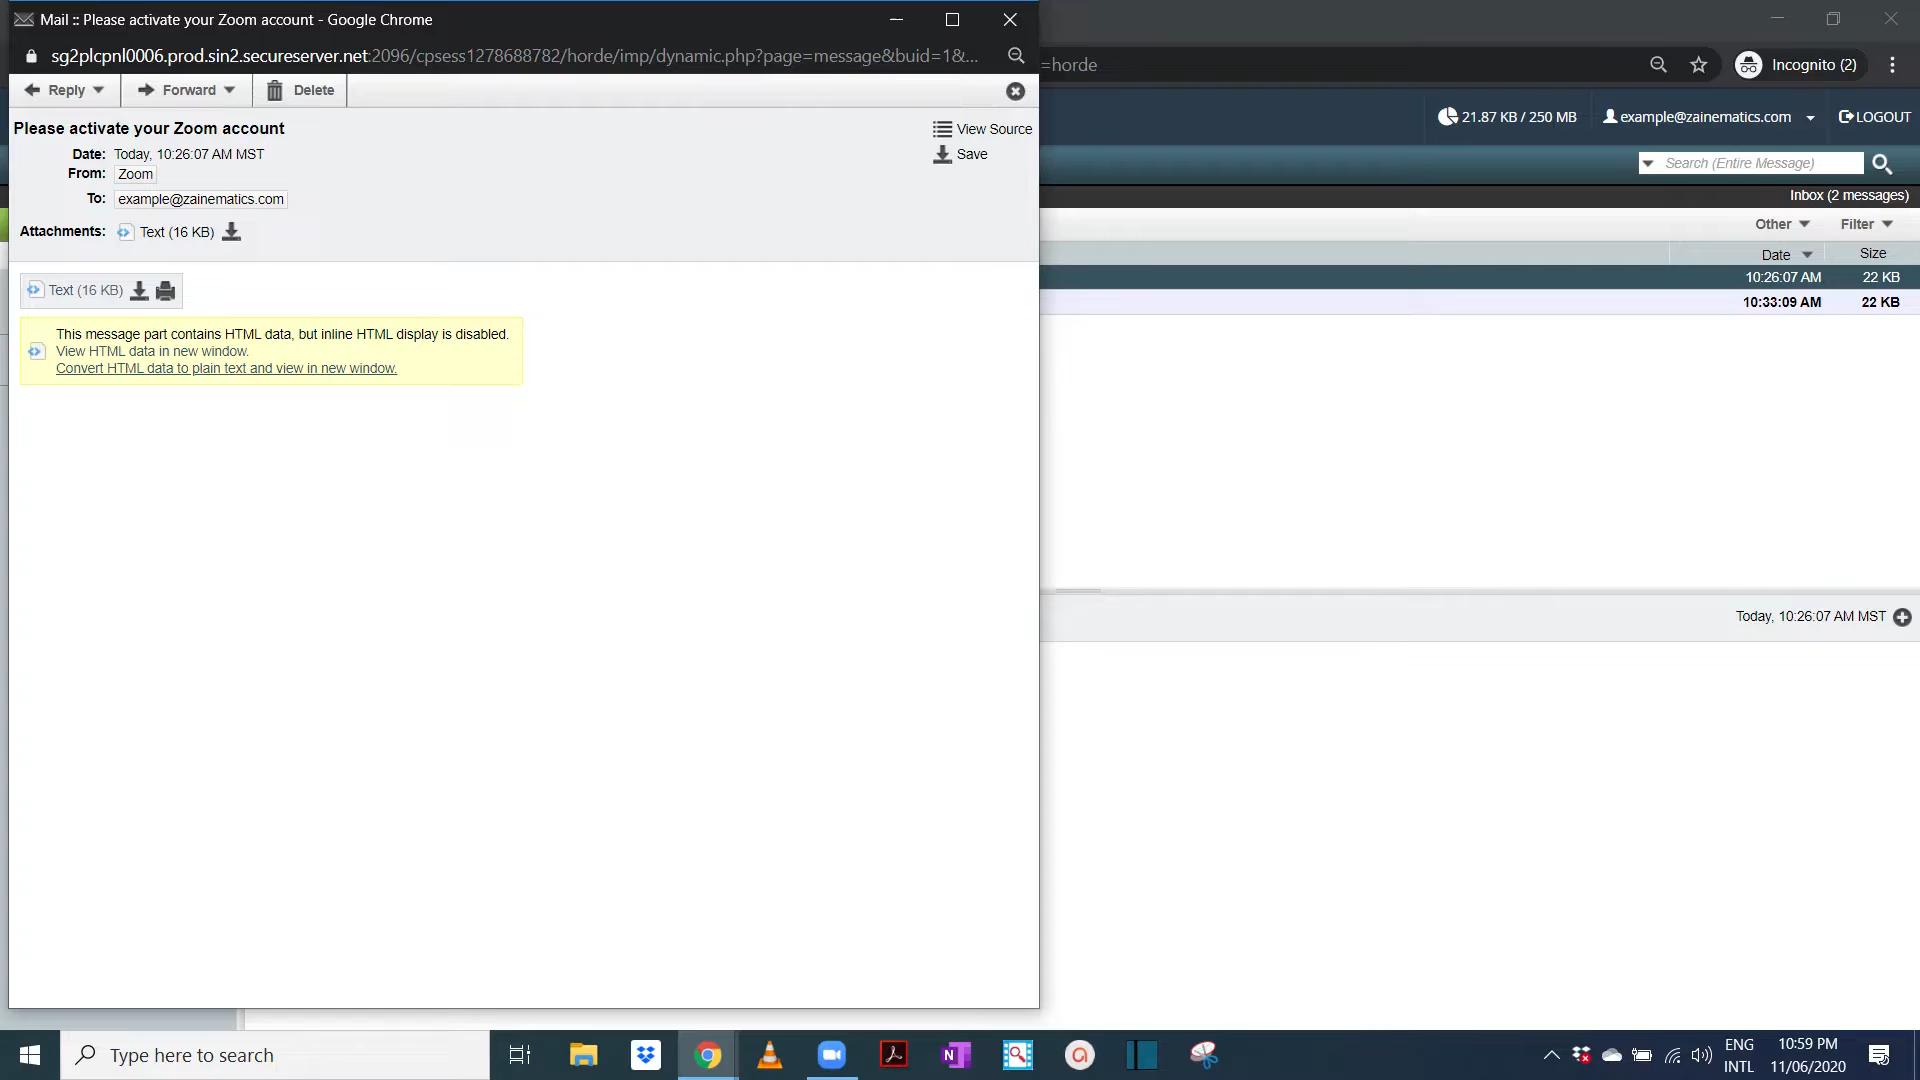 Mail :: Please activate your Zoom account - Google Chrome
sg2plcpnl0006.prod.sin2.secureserver.net:2096/cpsess1278688782/horde/imp/dynamic.php?page=message&buid=1&...
=horde
Incognito (2)
Reply
Forward
Delete
21.87 KB / 250 MB
example@zainematics.com
LOGOUT
Please activate your Zoom account
View Source
Date: Today, 10:26:07 AM MST
Save
Search (Entire Message)
From: Zoom
To: example@zainematics.com
Inbox (2 messages)
Attachments: Text (16 KB)
Other
Filter
Date
Size
10:26:07 AM 22 KB
Text (16 KB)
10:33:09 AM 22 KB
This message part contains HTML data, but inline HTML display is disabled.
View HTML data in new window.
Convert HTML data to plain text and view in new window.
Today, 10:26:07 AM MST
Type here to search
ENG
INTL
10:59 PM
11/06/2020